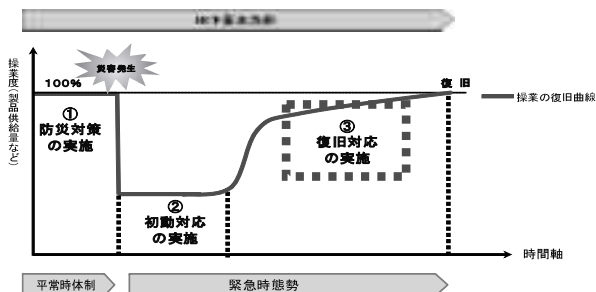 災害発生
操業度(製品供給量など)
100%
復 旧
操業の復旧曲線
①
防災対策
の実施
③
復旧対応
の実施
②
初動対応
の実施
時間軸
平常時体制
緊急時態勢